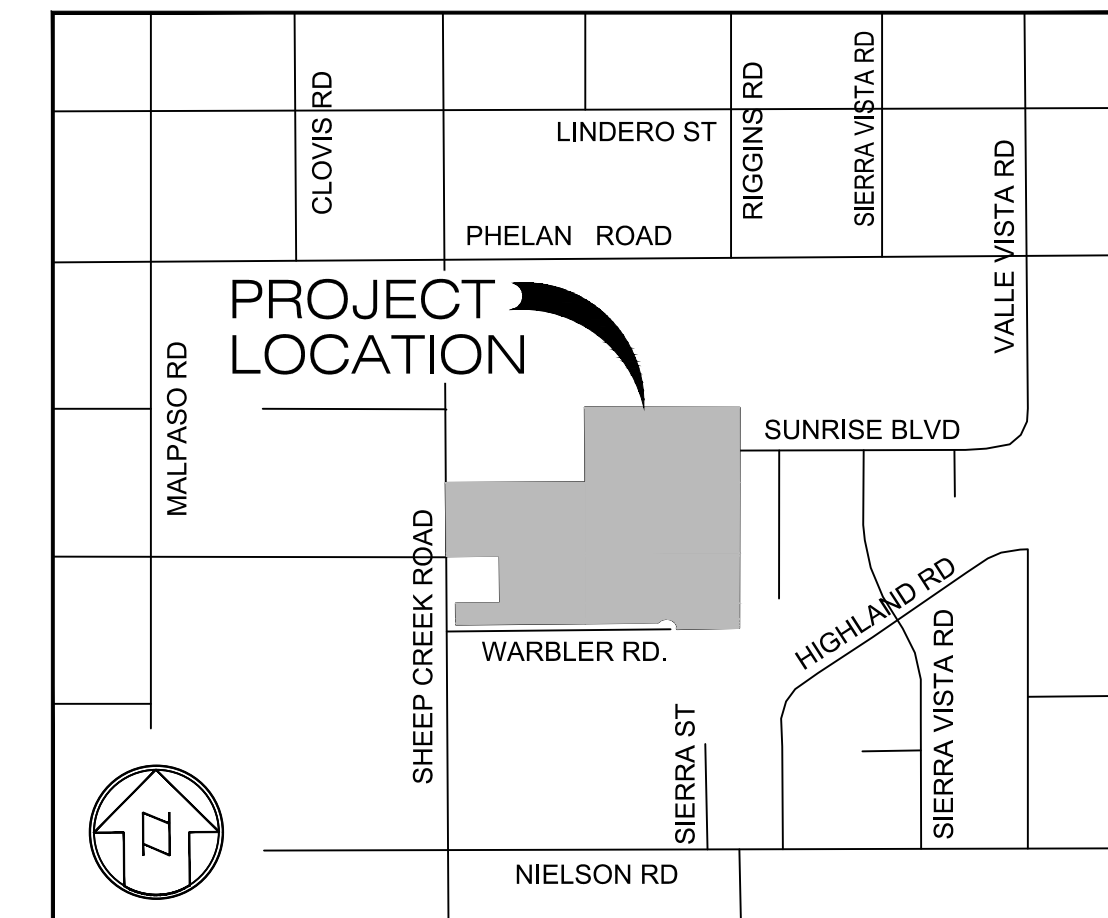 CLOVIS RD
LINDERO ST
RIGGINS RD
SIERRA VISTA RD
VALLE VISTA RD
PHELAN ROAD
PROJECT
LOCATION
MALPASO RD
SUNRISE BLVD
SHEEP CREEK ROAD
HIGHLAND RD
WARBLER RD.
SIERRA VISTA RD
SIERRA ST
NIELSON RD
N